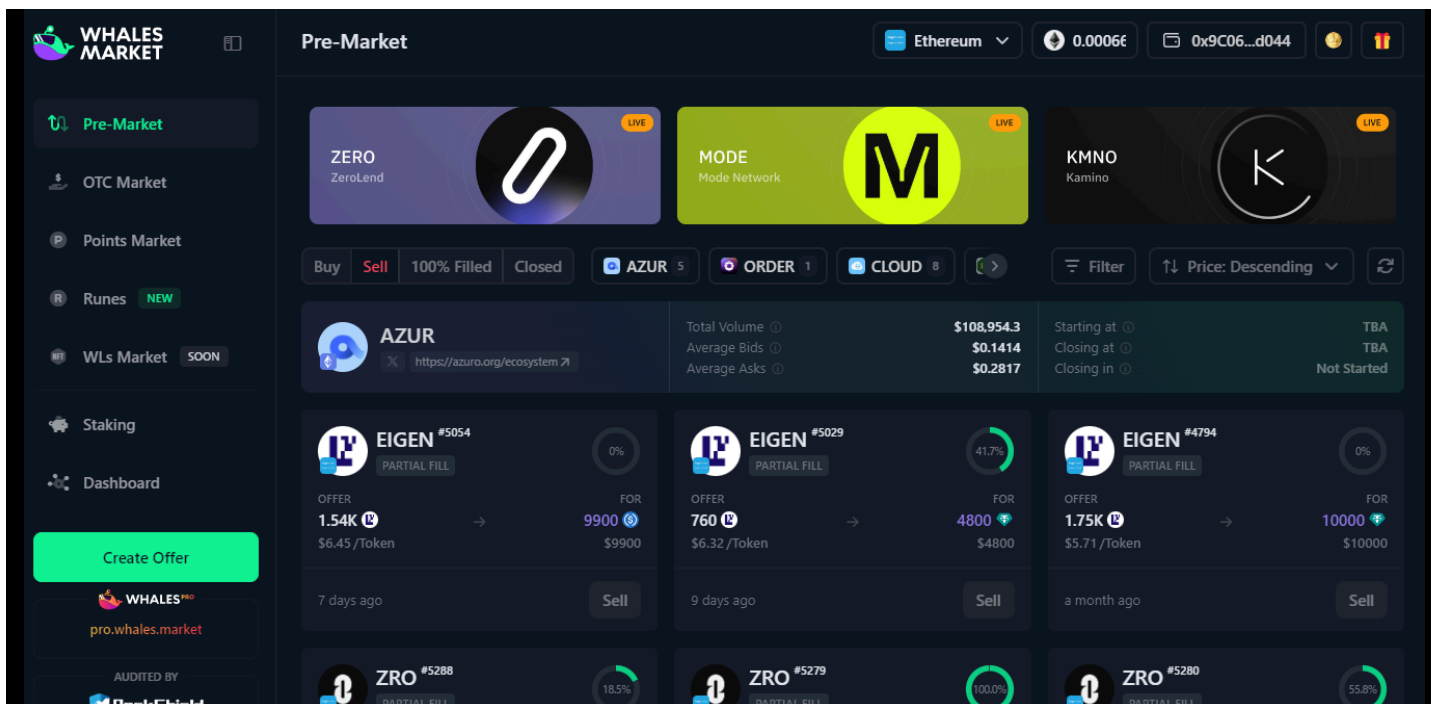 WHALES
MARKET
Pre-Market
Ethereum
0.00066
0x9C06...d044
Pre-Market
OTC Market
Points Market
Runes NEW
WLs Market SOON
Staking
Dashboard
Create Offer
WHALES PRO
pro.whales.market
AUDITED BY
ZERO
ZeroLend
LIVE
MODE
Mode Network
LIVE
KMNO
Kamino
LIVE
Buy Sell 100% Filled Closed
AZUR 5
ORDER 1
CLOUD 8
Filter
Price: Descending
AZUR
https://azuro.org/ecosystem
Total Volume $108,954.3
Average Bids $0.1414
Average Asks $0.2817
Starting at TBA
Closing at TBA
Closing in Not Started
EIGEN #5054
PARTIAL FILL
0%
OFFER FOR
1.54K → 9900
$6.45 /Token $9900
7 days ago Sell
EIGEN #5029
PARTIAL FILL
41.7%
OFFER FOR
760 → 4800
$6.32 /Token $4800
9 days ago Sell
EIGEN #4794
PARTIAL FILL
0%
OFFER FOR
1.75K → 10000
$5.71 /Token $10000
a month ago Sell
ZRO #5288
PARTIAL FILL
18.5%
ZRO #5279
PARTIAL FILL
100.0%
ZRO #5280
PARTIAL FILL
55.8%